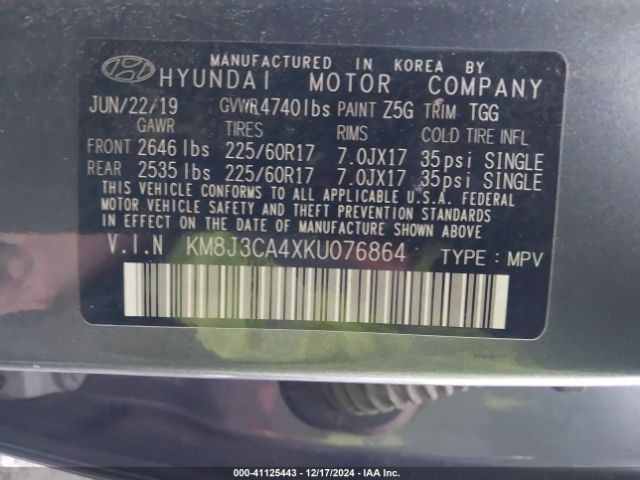 MANUFACTURED IN KOREA BY
HYUNDAI MOTOR COMPANY
JUN/22/19 GVWR4740lbs PAINT Z5G TRIM TGG
GAWR TIRES RIMS COLD TIRE INFL
FRONT 2646 lbs 225/60R17 7.0JX17 35psi SINGLE
REAR 2535 lbs 225/60R17 7.0JX17 35psi SINGLE
THIS VEHICLE CONFORMS TO ALL APPLICABLE U.S.A. FEDERAL
MOTOR VEHICLE SAFETY AND THEFT PREVENTION STANDARDS
IN EFFECT ON THE DATE OF MANUFACTURE SHOWN ABOVE
V.I.N KM8J3CA4XKU076864 TYPE : MPV
000-41125443 - 12/17/2024 - IAA Inc.